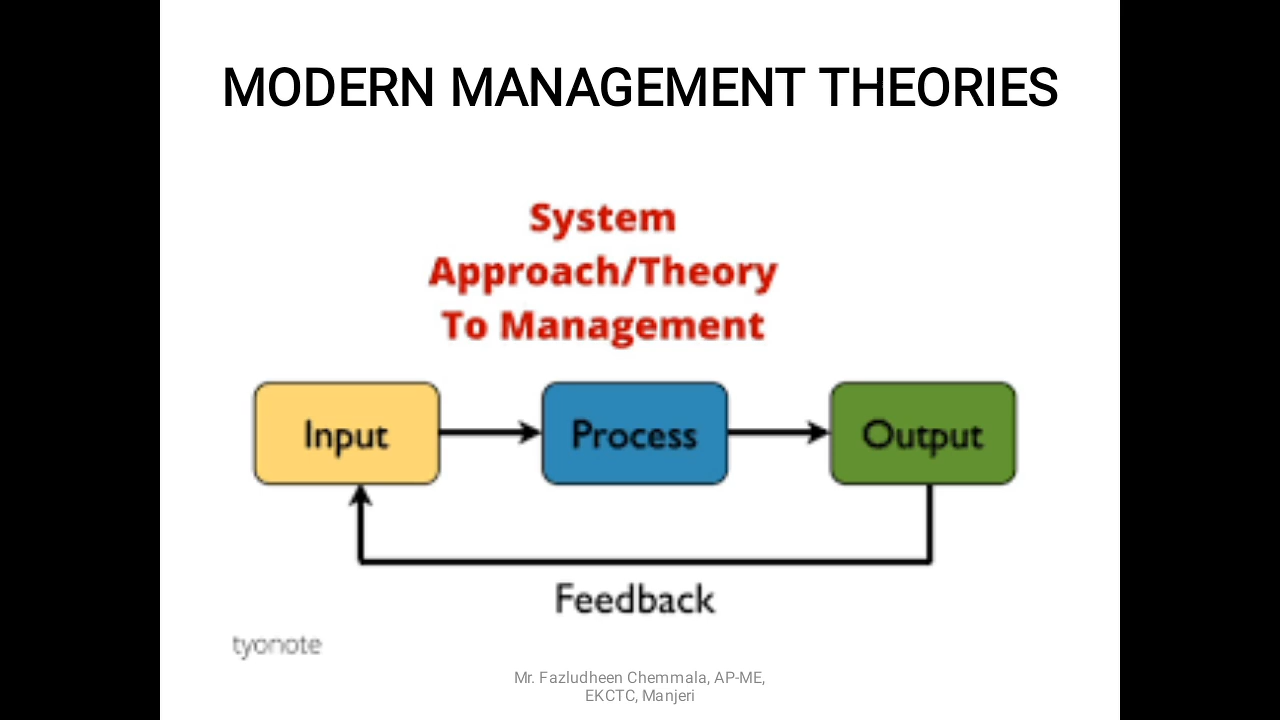 MODERN MANAGEMENT THEORIES
System
Approach/Theory
To Management
Input
Process
Output
Feedback
tyonote
Mr. Fazludheen Chemmala, AP-ME,
EKCTC, Manjeri